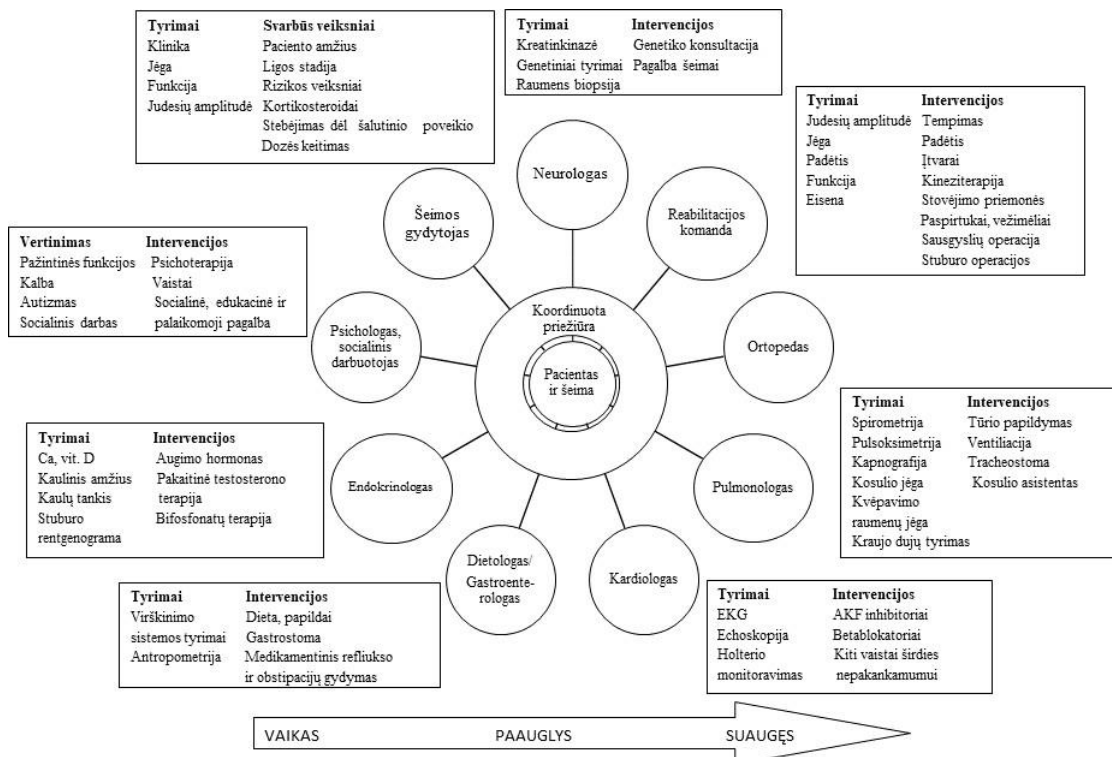 Tyrimai Svarbūs veiksniai
Klinika Paciento amžius
Jėga Ligos stadija
Funkcija Rizikos veiksniai
Judesių amplitudė Kortikosteroidai
Stebėjimas dėl šalutinio poveikio
Dozės keitimas
Tyrimai Intervencijos
Kreatinkinazė Genetiko konsultacija
Genetiniai tyrimai Pagalba šeimai
Raumens biopsija
Tyrimai Intervencijos
Judesių amplitudė Tempimas
Jėga Padėtis
Padėtis Įtvarai
Funkcija Kineziterapija
Eisena Stovėjimo priemonės
Paspirtukai, vežimėliai
Sausgyslių operacija
Stuburo operacijos
Neurologas
Šeimos
gydytojas
Reabilitacijos
komanda
Vertinimas Intervencijos
Pažintinės funkcijos Psichoterapija
Kalba Vaistai
Autizmas Socialinė, edukacinė ir
Socialinis darbas palaikomoji pagalba
Psichologas,
socialinis
darbuotojas
Koordinuota
priežiūra
Pacientas
ir šeima
Ortopedas
Tyrimai Intervencijos
Ca, vit. D Augimo hormonas
Kaulinis amžius Pakaitinė testosterono
Kaulų tankis terapija
Stuburo Bifosfonatų terapija
rentgenograma
Endokrinologas
Pulmonologas
Tyrimai Intervencijos
Spirometrija Tūrio papildymas
Pulsoksimetrija Ventiliacija
Kapnografija Tracheostoma
Kosulio jėga Kosulio asistentas
Kvėpavimo
raumenų jėga
Kraujo dujų tyrimas
Dietologas/
Gastroente-
rologas
Kardiologas
Tyrimai Intervencijos
Virškinimo Dieta, papildai
sistemos tyrimai Gastrostoma
Antropometrija Medikamentinis refliukso
ir obstipacijų gydymas
Tyrimai Intervencijos
EKG AKF inhibitoriai
Echoskopija Betablokatoriai
Holterio Kiti vaistai širdies
monitoravimas nepakankamumui
VAIKAS PAAUGLYS SUAUGĘS